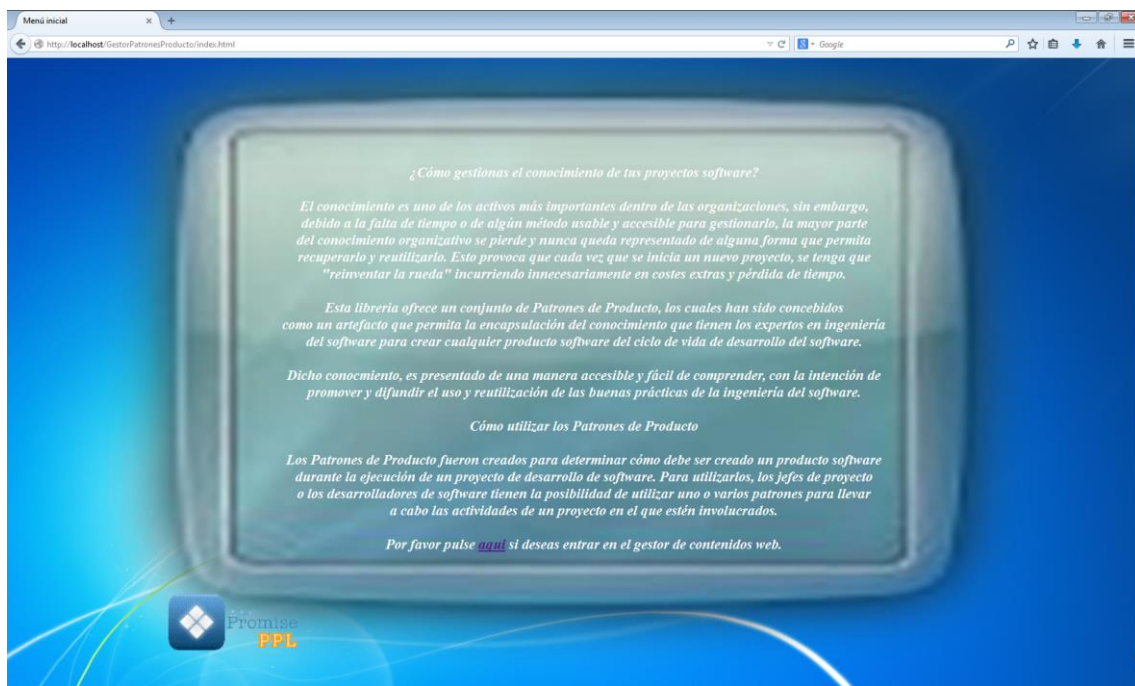 Menú inicial
http://localhost/GestorPatronesProducto/index.html
Google
¿Cómo gestionas el conocimiento de tus proyectos software?
El conocimiento es uno de los activos más importantes dentro de las organizaciones, sin embargo,
debido a la falta de tiempo o de algún método usable y accesible para gestionarlo, la mayor parte
del conocimiento organizativo se pierde y nunca queda representado de alguna forma que permita
recuperarlo y reutilizarlo. Esto provoca que cada vez que se inicia un nuevo proyecto, se tenga que
"reinventar la rueda" incurriendo innecesariamente en costes extras y pérdida de tiempo.
Esta libreria ofrece un conjunto de Patrones de Producto, los cuales han sido concebidos
como un artefacto que permita la encapsulación del conocimiento que tienen los expertos en ingeniería
del software para crear cualquier producto software del ciclo de vida de desarrollo del software.
Dicho conocmiento, es presentado de una manera accesible y fácil de comprender, con la intención de
promover y difundir el uso y reutilización de las buenas prácticas de la ingeniería del software.
Cómo utilizar los Patrones de Producto
Los Patrones de Producto fueron creados para determinar cómo debe ser creado un producto software
durante la ejecución de un proyecto de desarrollo de software. Para utilizarlos, los jefes de proyecto
o los desarrolladores de software tienen la posibilidad de utilizar uno o varios patrones para llevar
a cabo las actividades de un proyecto en el que estén involucrados.
Por favor pulse aqui si deseas entrar en el gestor de contenidos web.
Promise
PPL